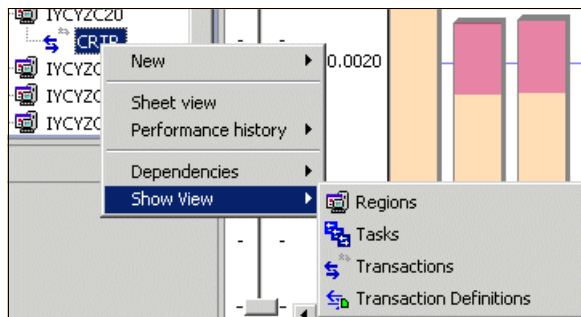 IYCYZC20
CRTR
IYCYZC
IYCYZC
IYCYZC
New
Sheet view
Performance history
Dependencies
Show View
Regions
Tasks
Transactions
Transaction Definitions
0.0020